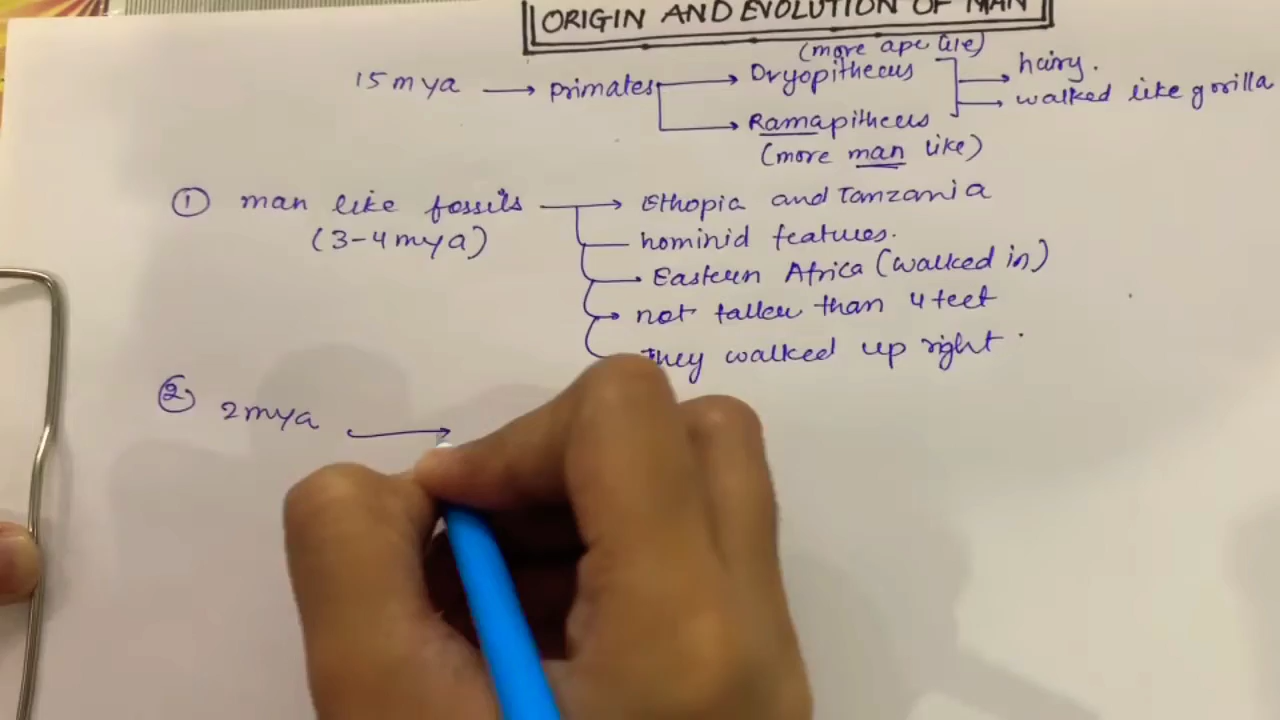 ORIGIN AND EVOLUTION OF MAN
(more ape like)
15 mya → primates → Dryopithecus → hairy.
→ walked like gorilla
→ Ramapithecus
(more man like)
① man like fossils → Ethopia and Tanzania
(3-4 mya)
hominid features.
→ Eastern Africa (walked in)
→ not taller than 4 feet
they walked up right.
② 2 mya →